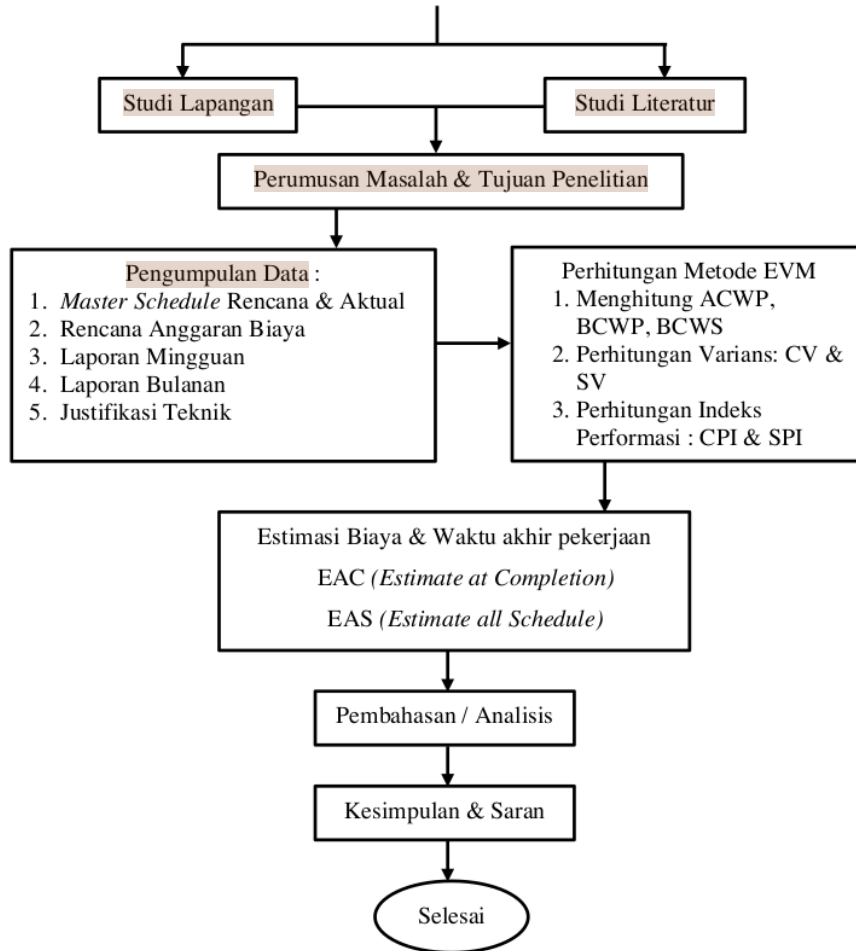 Studi Lapangan
Studi Literatur
Perumusan Masalah & Tujuan Penelitian
Pengumpulan Data :
1. Master Schedule Rencana & Aktual
2. Rencana Anggaran Biaya
3. Laporan Mingguan
4. Laporan Bulanan
5. Justifikasi Teknik
Perhitungan Metode EVM
1. Menghitung ACWP,
BCWP, BCWS
2. Perhitungan Varians: CV &
SV
3. Perhitungan Indeks
Performasi : CPI & SPI
Estimasi Biaya & Waktu akhir pekerjaan
EAC (Estimate at Completion)
EAS (Estimate all Schedule)
Pembahasan / Analisis
Kesimpulan & Saran
Selesai